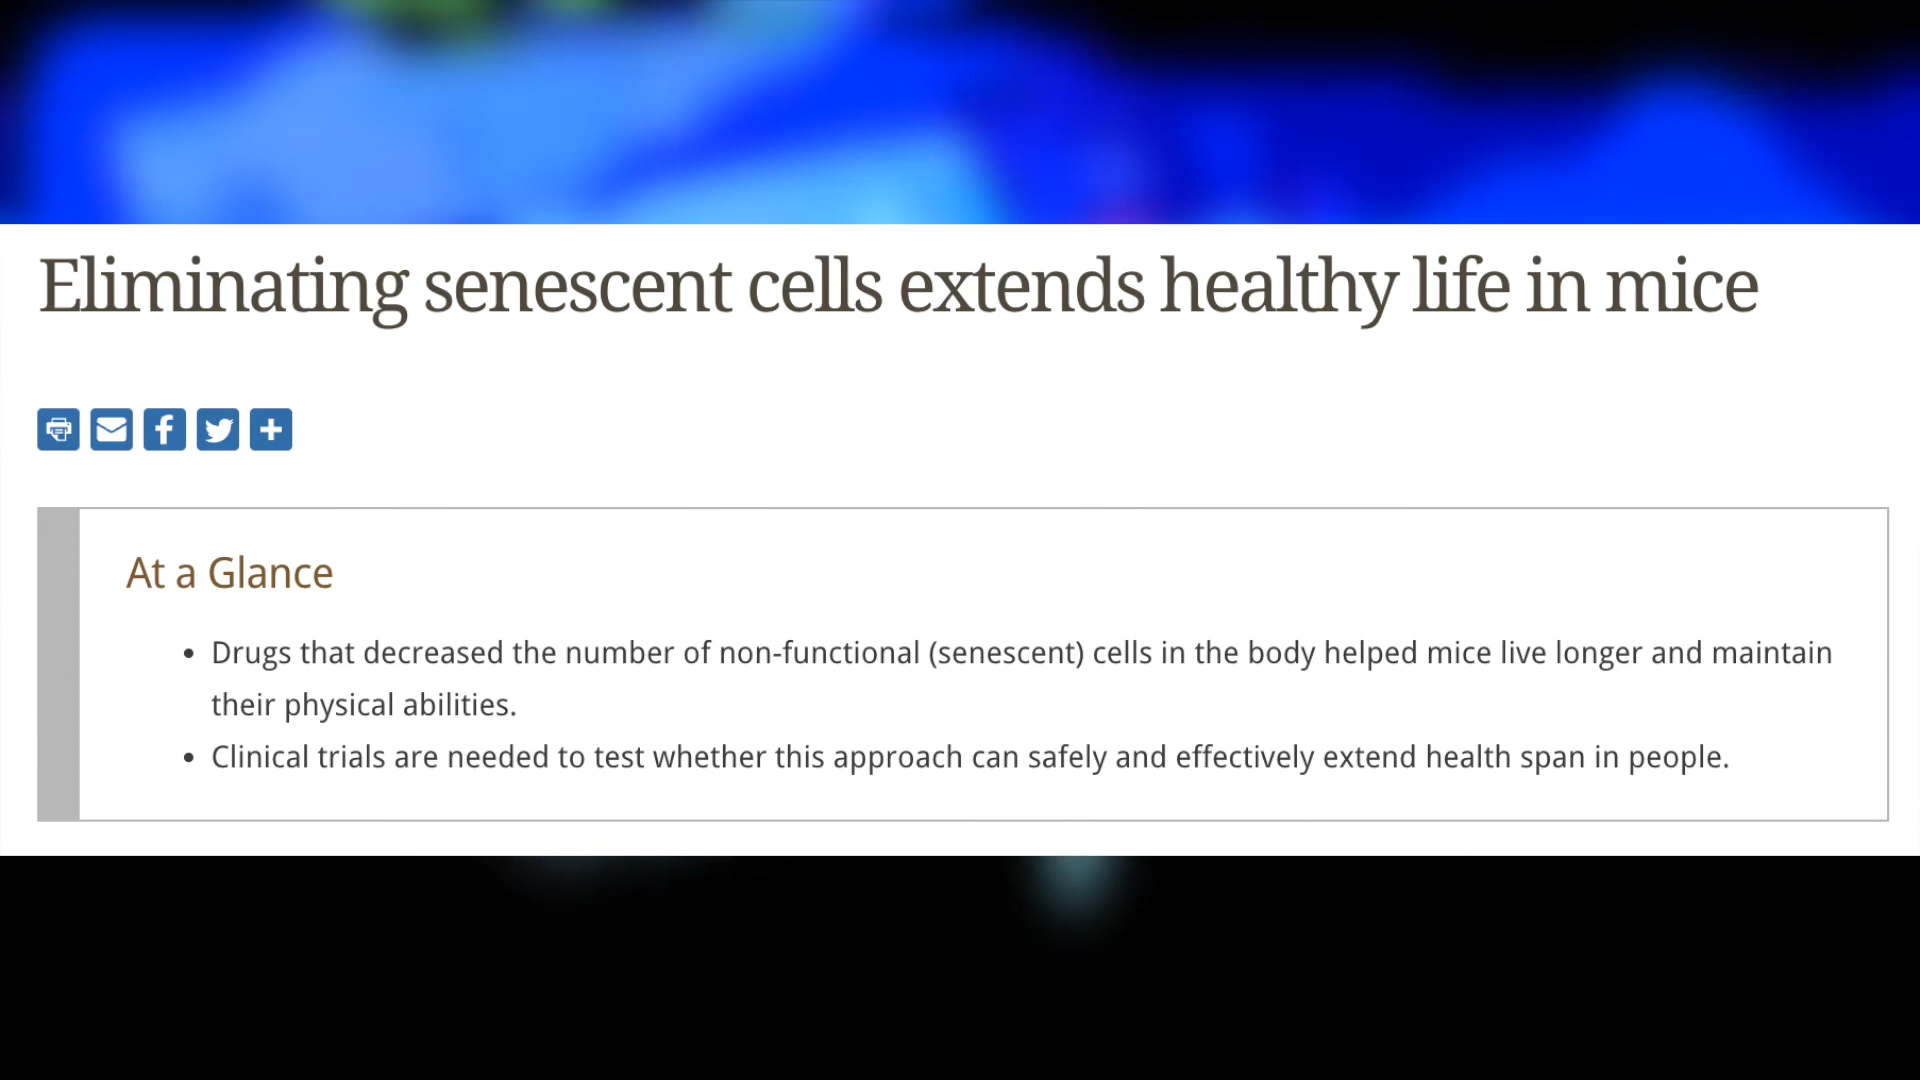 Eliminating senescent cells extends healthy life in mice
At a Glance
• Drugs that decreased the number of non-functional (senescent) cells in the body helped mice live longer and maintain
their physical abilities.
• Clinical trials are needed to test whether this approach can safely and effectively extend health span in people.